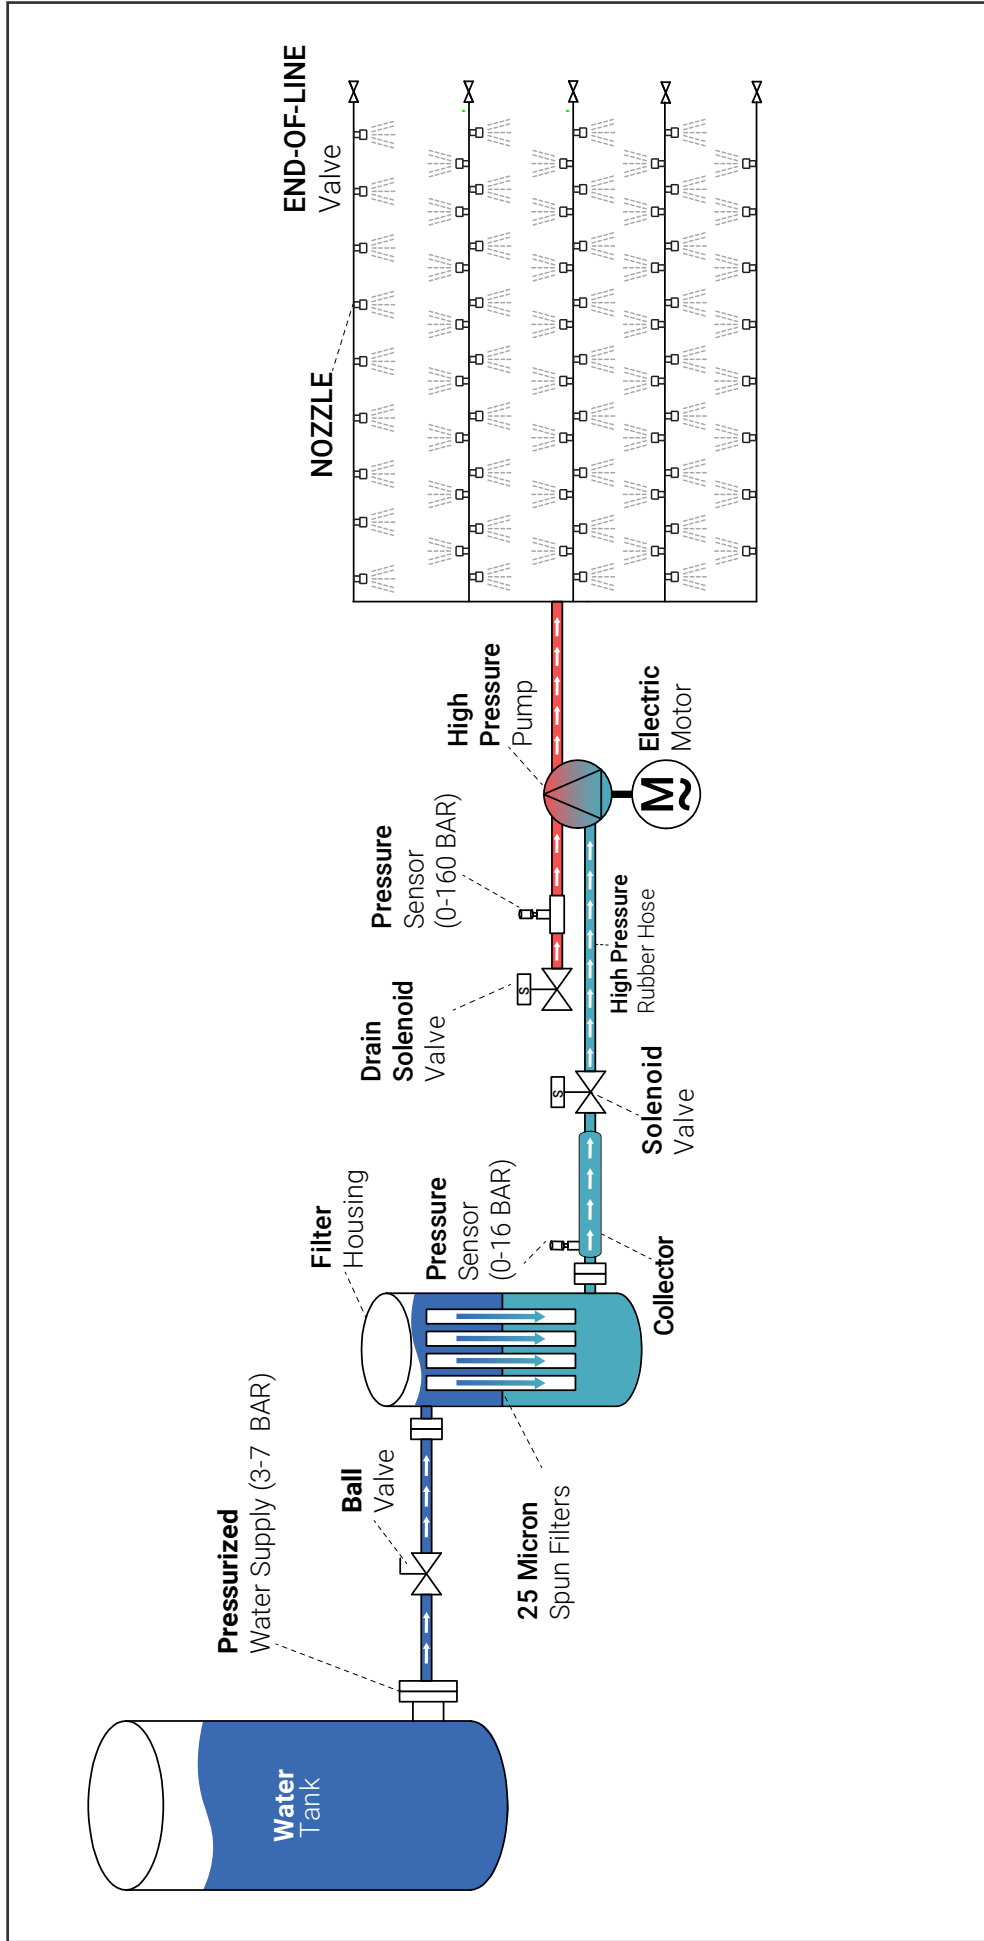 Water
Tank
Pressurized
Water Supply (3-7 BAR)
Ball
Valve
Filter
Housing
25 Micron
Spun Filters
Pressure
Sensor
(0-16 BAR)
Collector
S
Solenoid
Valve
S
Drain
Solenoid
Valve
Pressure
Sensor
(0-160 BAR)
High Pressure
Rubber Hose
High
Pressure
Pump
M
~
Electric
Motor
NOZZLE
END-OF-LINE
Valve